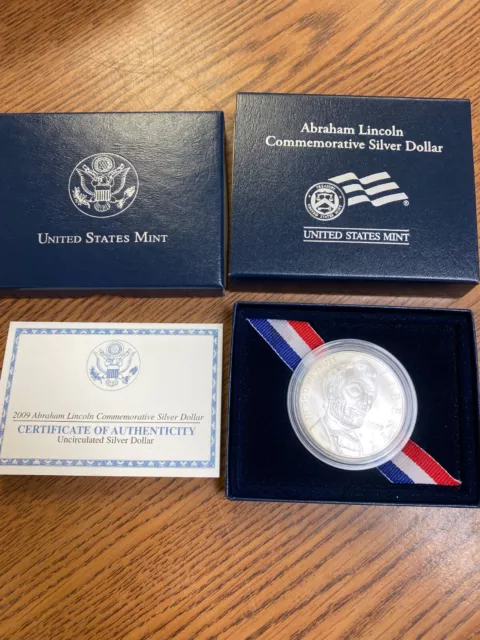 UNITED STATES MINT
Abraham Lincoln
Commemorative Silver Dollar
UNITED STATES MINT
2009 Abraham Lincoln Commemorative Silver Dollar
CERTIFICATE OF AUTHENTICITY
Uncirculated Silver Dollar